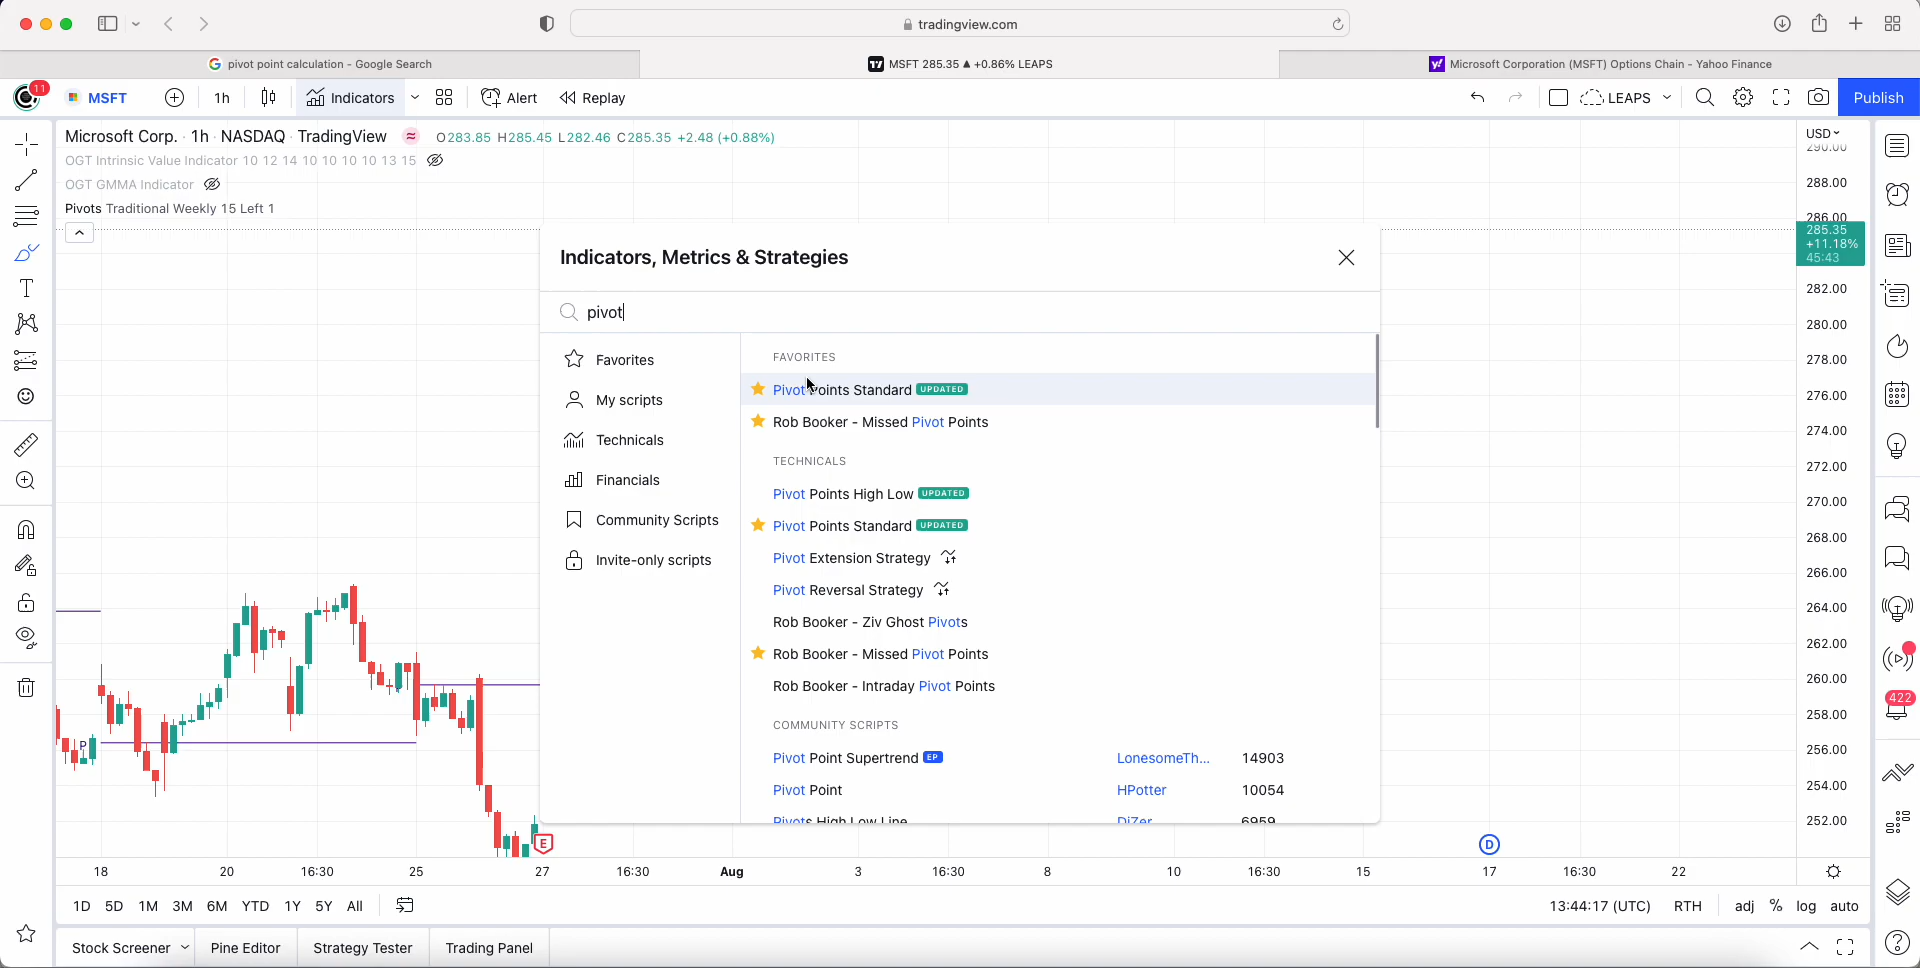 tradingview.com
pivot point calculation - Google Search
MSFT 285.35 ▲ +0.86% LEAPS
Microsoft Corporation (MSFT) Options Chain - Yahoo Finance
11
MSFT
1h
Indicators
Alert
Replay
LEAPS
Publish
Microsoft Corp. · 1h · NASDAQ · TradingView
O283.85 H285.45 L282.46 C285.35 +2.48 (+0.88%)
OGT Intrinsic Value Indicator 10 12 14 10 10 10 10 13 15
OGT GMMA Indicator
Pivots Traditional Weekly 15 Left 1
USD
290.00
288.00
286.00
285.35
+11.18%
45:43
282.00
280.00
278.00
276.00
274.00
272.00
270.00
268.00
266.00
264.00
262.00
260.00
258.00
256.00
254.00
252.00
Indicators, Metrics & Strategies
pivot
Favorites
My scripts
Technicals
Financials
Community Scripts
Invite-only scripts
FAVORITES
Pivot Points Standard UPDATED
Rob Booker - Missed Pivot Points
TECHNICALS
Pivot Points High Low UPDATED
Pivot Points Standard UPDATED
Pivot Extension Strategy
Pivot Reversal Strategy
Rob Booker - Ziv Ghost Pivots
Rob Booker - Missed Pivot Points
Rob Booker - Intraday Pivot Points
COMMUNITY SCRIPTS
Pivot Point Supertrend EP LonesomeTh... 14903
Pivot Point HPotter 10054
Pivots High Low Line DiZer 6959
P
P
E
D
422
18 20 16:30 25 27 16:30 Aug 3 16:30 8 10 16:30 15 17 16:30 22
1D 5D 1M 3M 6M YTD 1Y 5Y All
13:44:17 (UTC) RTH adj % log auto
Stock Screener Pine Editor Strategy Tester Trading Panel